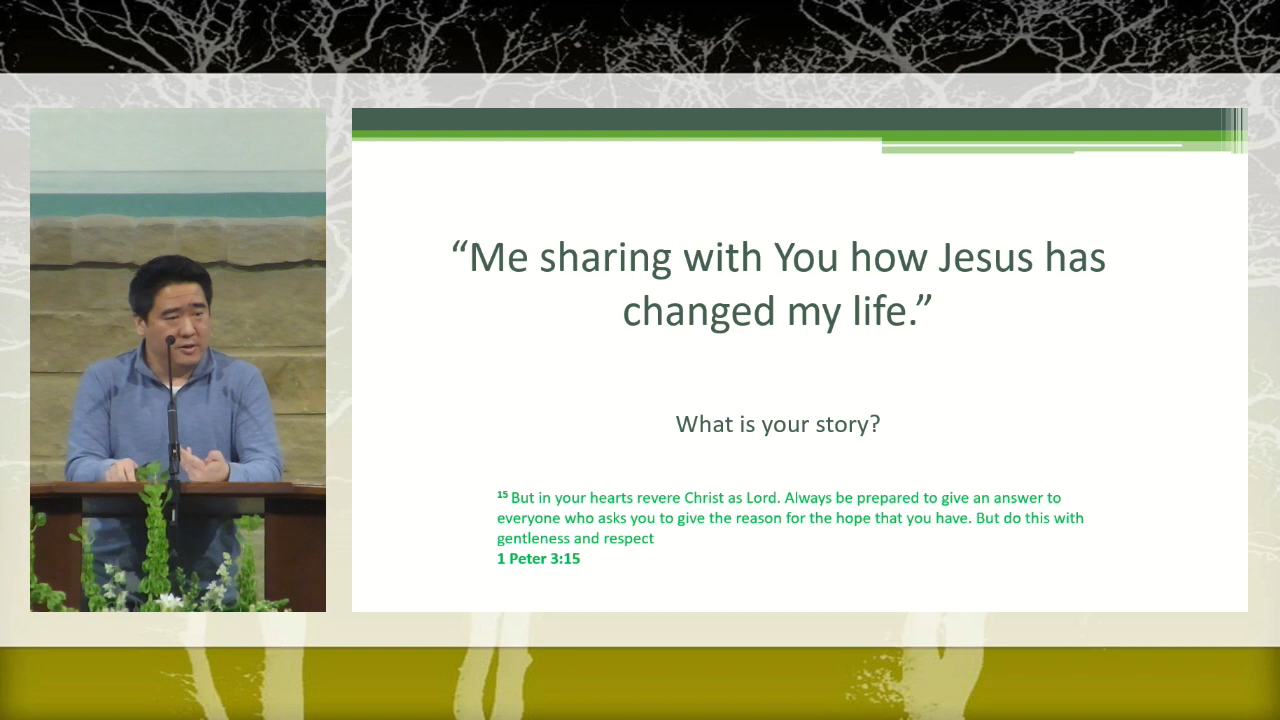 “Me sharing with You how Jesus has
changed my life.”
What is your story?
15 But in your hearts revere Christ as Lord. Always be prepared to give an answer to
everyone who asks you to give the reason for the hope that you have. But do this with
gentleness and respect
1 Peter 3:15